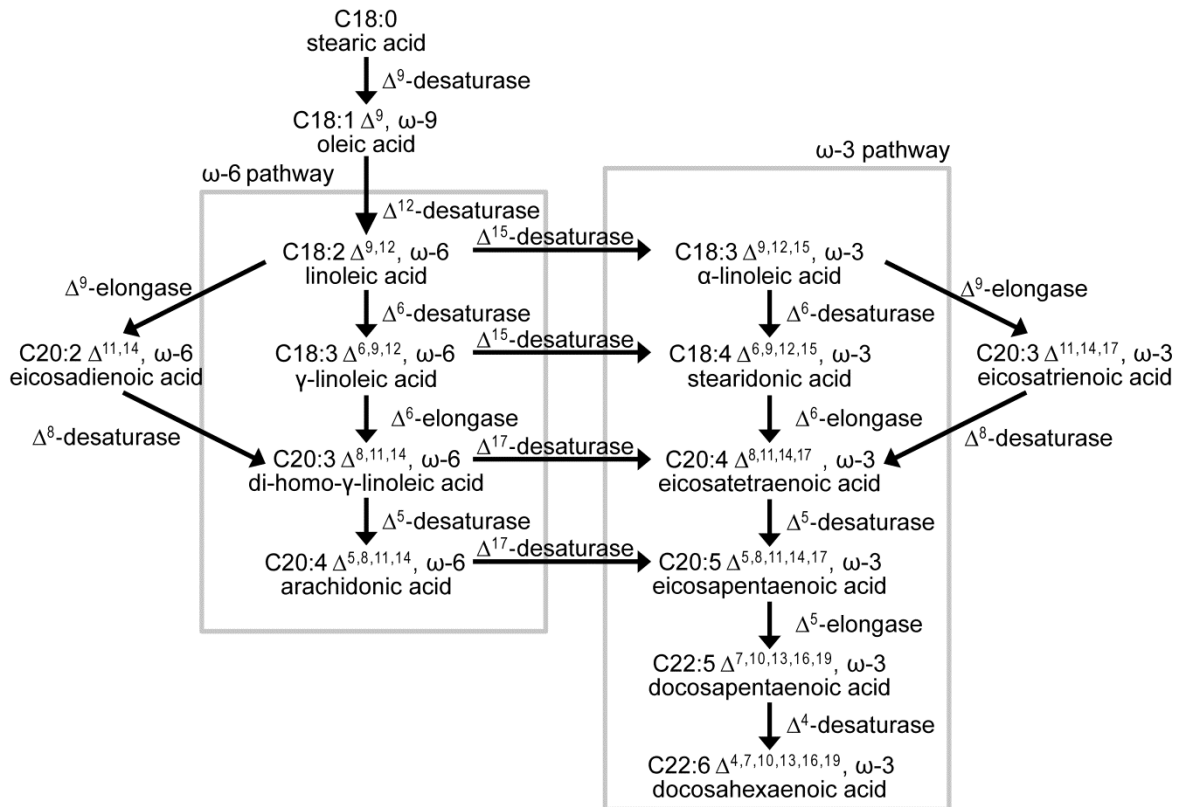 C18:0
stearic acid
Δ⁹-desaturase
C18:1 Δ⁹, ω-9
oleic acid
ω-6 pathway
ω-3 pathway
Δ¹²-desaturase
C18:2 Δ⁹,¹², ω-6
linoleic acid
Δ¹⁵-desaturase
C18:3 Δ⁹,¹²,¹⁵, ω-3
α-linoleic acid
Δ⁹-elongase
Δ⁶-desaturase
Δ⁶-desaturase
Δ⁹-elongase
C20:2 Δ¹¹,¹⁴, ω-6
eicosadienoic acid
C18:3 Δ⁶,⁹,¹², ω-6
γ-linoleic acid
Δ¹⁵-desaturase
C18:4 Δ⁶,⁹,¹²,¹⁵, ω-3
stearidonic acid
C20:3 Δ¹¹,¹⁴,¹⁷, ω-3
eicosatrienoic acid
Δ⁸-desaturase
Δ⁶-elongase
Δ⁶-elongase
Δ⁸-desaturase
C20:3 Δ⁸,¹¹,¹⁴, ω-6
di-homo-γ-linoleic acid
Δ¹⁷-desaturase
C20:4 Δ⁸,¹¹,¹⁴,¹⁷ , ω-3
eicosatetraenoic acid
Δ⁵-desaturase
Δ⁵-desaturase
C20:4 Δ⁵,⁸,¹¹,¹⁴, ω-6
arachidonic acid
Δ¹⁷-desaturase
C20:5 Δ⁵,⁸,¹¹,¹⁴,¹⁷, ω-3
eicosapentaenoic acid
Δ⁵-elongase
C22:5 Δ⁷,¹⁰,¹³,¹⁶,¹⁹, ω-3
docosapentaenoic acid
Δ⁴-desaturase
C22:6 Δ⁴,⁷,¹⁰,¹³,¹⁶,¹⁹, ω-3
docosahexaenoic acid